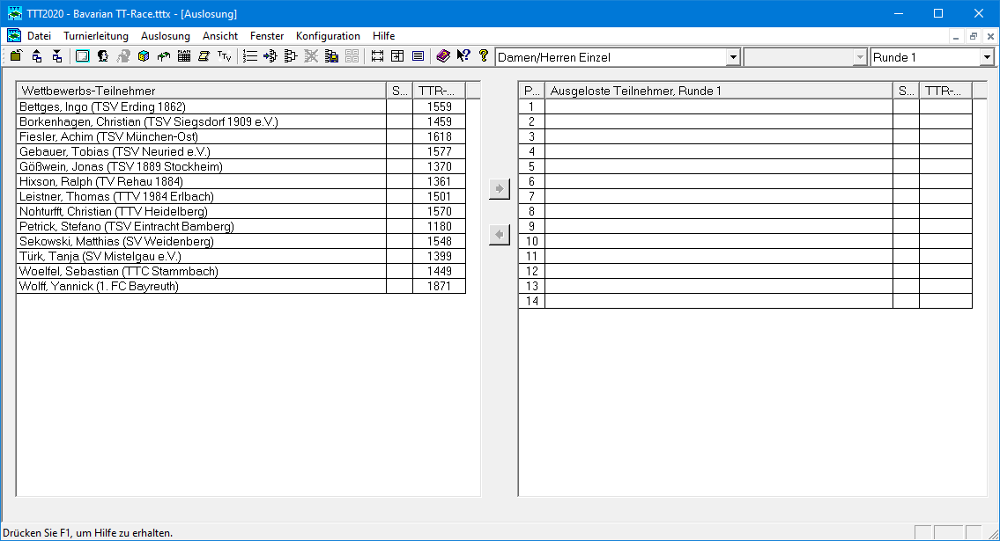 TTT2020 - Bavarian TT-Race.tttx - [Auslosung]
Datei Turnierleitung Auslosung Ansicht Fenster Konfiguration Hilfe
TTV Damen/Herren Einzel Runde 1
Wettbewerbs-Teilnehmer S... TTR-...
Bettges, Ingo (TSV Erding 1862) 1559
Borkenhagen, Christian (TSV Siegsdorf 1909 e.V.) 1459
Fiesler, Achim (TSV München-Ost) 1618
Gebauer, Tobias (TSV Neuried e.V.) 1577
Gößwein, Jonas (TSV 1889 Stockheim) 1370
Hixson, Ralph (TV Rehau 1884) 1361
Leistner, Thomas (TTV 1984 Erlbach) 1501
Nohturfft, Christian (TTV Heidelberg) 1570
Petrick, Stefano (TSV Eintracht Bamberg) 1180
Sekowski, Matthias (SV Weidenberg) 1548
Türk, Tanja (SV Mistelgau e.V.) 1399
Woelfel, Sebastian (TTC Stammbach) 1449
Wolff, Yannick (1. FC Bayreuth) 1871
P... Ausgeloste Teilnehmer, Runde 1 S... TTR-...
1
2
3
4
5
6
7
8
9
10
11
12
13
14
Drücken Sie F1, um Hilfe zu erhalten.